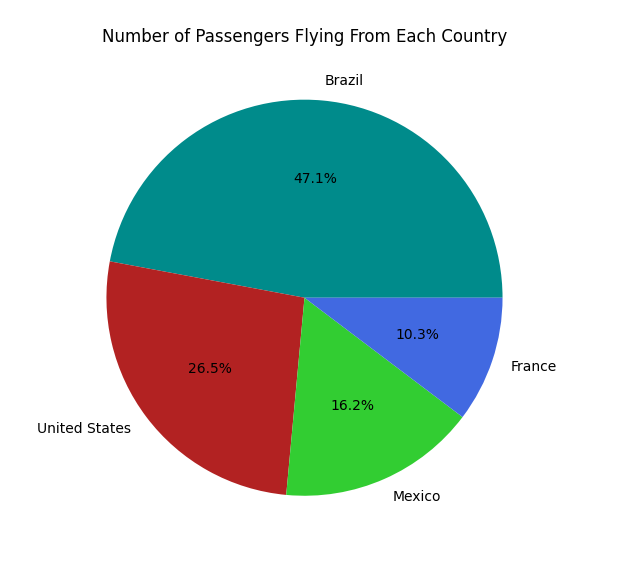 Number of Passengers Flying From Each Country
Brazil
47.1%
10.3%
26.5%
France
16.2%
United States
Mexico